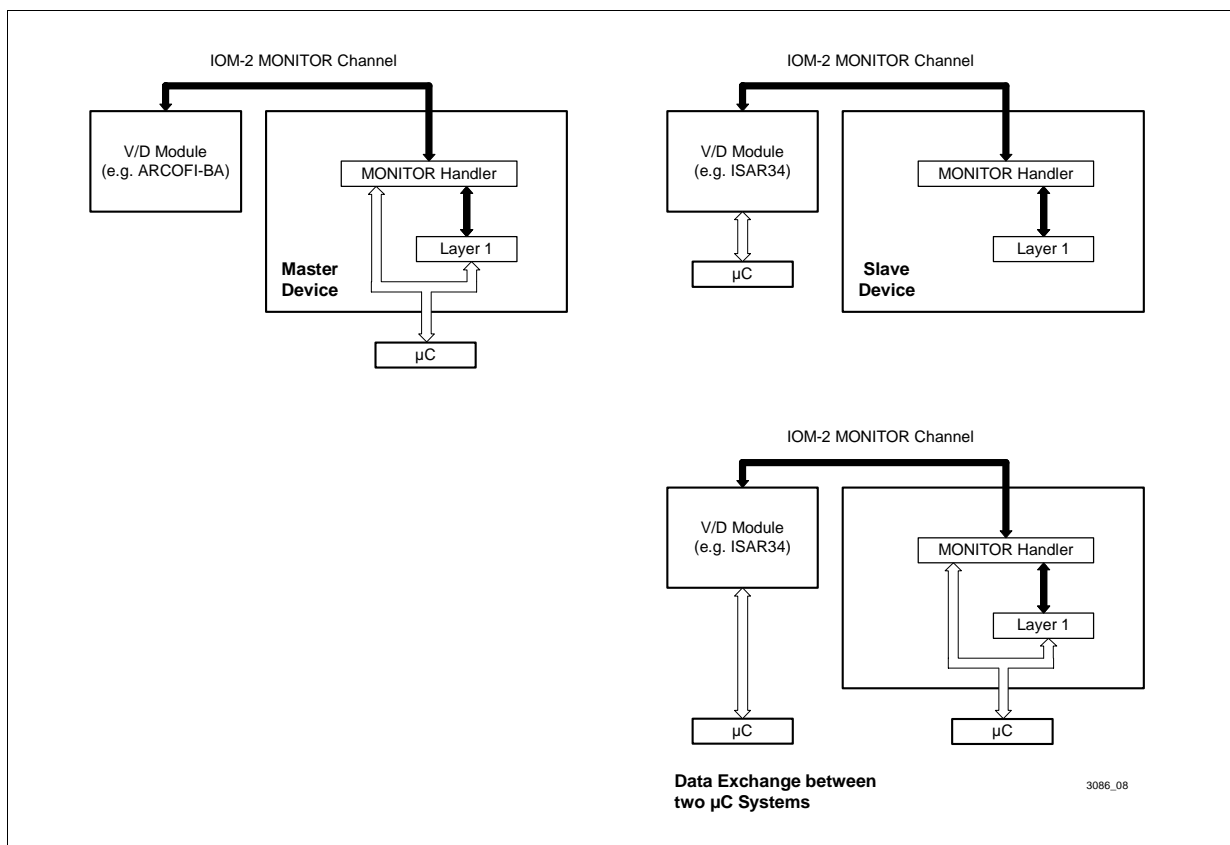 IOM-2 MONITOR Channel
V/D Module
(e.g. ARCOFI-BA)
MONITOR Handler
Layer 1
Master
Device
µC
IOM-2 MONITOR Channel
V/D Module
(e.g. ISAR34)
MONITOR Handler
Layer 1
µC
Slave
Device
IOM-2 MONITOR Channel
V/D Module
(e.g. ISAR34)
MONITOR Handler
Layer 1
µC
µC
Data Exchange between
two µC Systems
3086_08